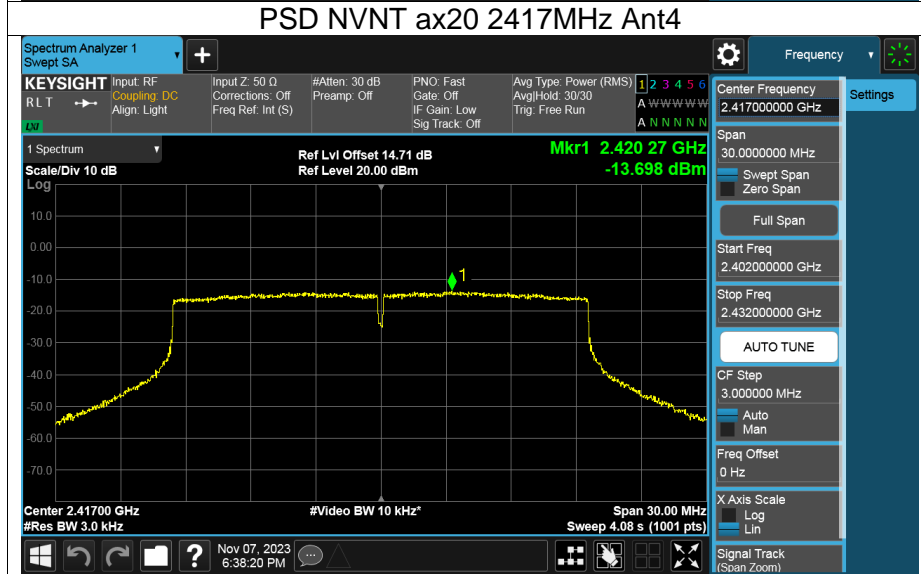 PSD NVNT ax20 2417MHz Ant4
Spectrum Analyzer 1
Swept SA
+
Frequency
KEYSIGHT
R L T
LXI
Input: RF
Coupling: DC
Align: Light
Input Z: 50 Ω
Corrections: Off
Freq Ref: Int (S)
#Atten: 30 dB
Preamp: Off
PNO: Fast
Gate: Off
IF Gain: Low
Sig Track: Off
Avg Type: Power (RMS)
Avg|Hold: 30/30
Trig: Free Run
1 2 3 4 5 6
A W W W W W
A N N N N N
1 Spectrum
Scale/Div 10 dB
Log
Ref Lvl Offset 14.71 dB
Ref Level 20.00 dBm
Mkr1 2.420 27 GHz
-13.698 dBm
10.0
0.00
-10.0
-20.0
-30.0
-40.0
-50.0
-60.0
-70.0
1
Center 2.41700 GHz
#Res BW 3.0 kHz
#Video BW 10 kHz*
Span 30.00 MHz
Sweep 4.08 s (1001 pts)
Center Frequency
2.417000000 GHz
Settings
Span
30.0000000 MHz
Swept Span
Zero Span
Full Span
Start Freq
2.402000000 GHz
Stop Freq
2.432000000 GHz
AUTO TUNE
CF Step
3.000000 MHz
Auto
Man
Freq Offset
0 Hz
X Axis Scale
Log
Lin
Signal Track
(Span Zoom)
?
Nov 07, 2023
6:38:20 PM